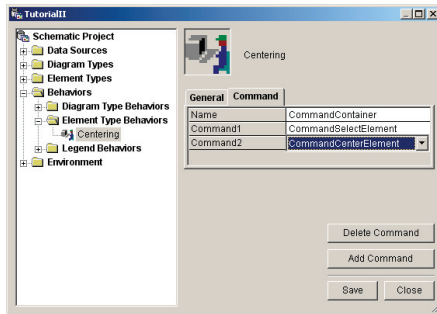 TutorialII
Schematic Project
Data Sources
Diagram Types
Element Types
Behaviors
Diagram Type Behaviors
Element Type Behaviors
Centering
Legend Behaviors
Environment
Centering
General Command
Name CommandContainer
Command1 CommandSelectElement
Command2 CommandCenterElement
Delete Command
Add Command
Save Close